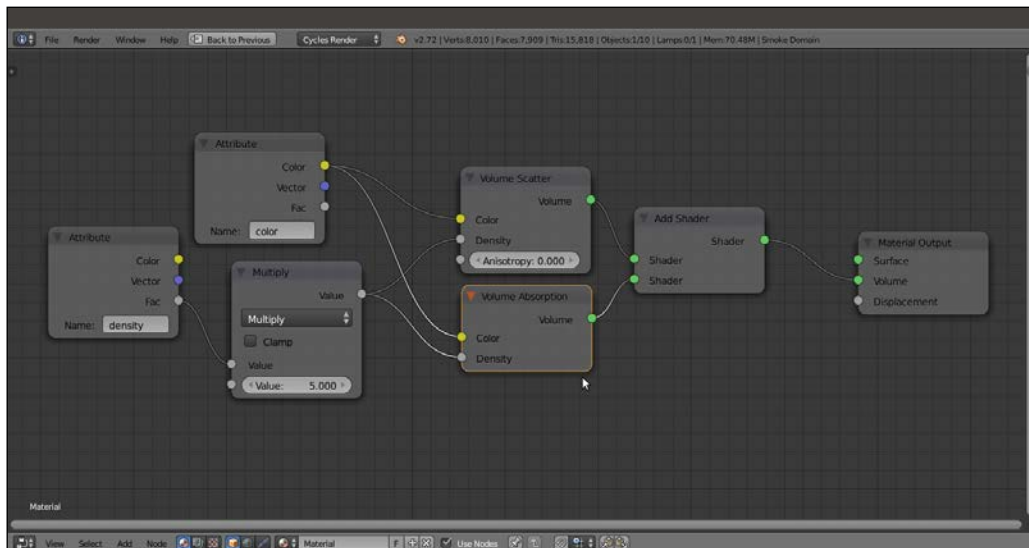 File Render Window Help Back to Previous Cycles Render v2.72 | Verts:8,010 | Faces:7,909 | Tris:15,818 | Objects:1/10 | Lamps:0/1 | Mem:70.48M | Smoke Domain
Attribute
Color
Vector
Fac
Name: color
Attribute
Color
Vector
Fac
Name: density
Multiply
Value
Multiply
Clamp
Value
Value: 5.000
Volume Scatter
Volume
Color
Density
Anisotropy: 0.000
Volume Absorption
Volume
Color
Density
Add Shader
Shader
Shader
Shader
Material Output
Surface
Volume
Displacement
Material
View Select Add Node Material F Use Nodes